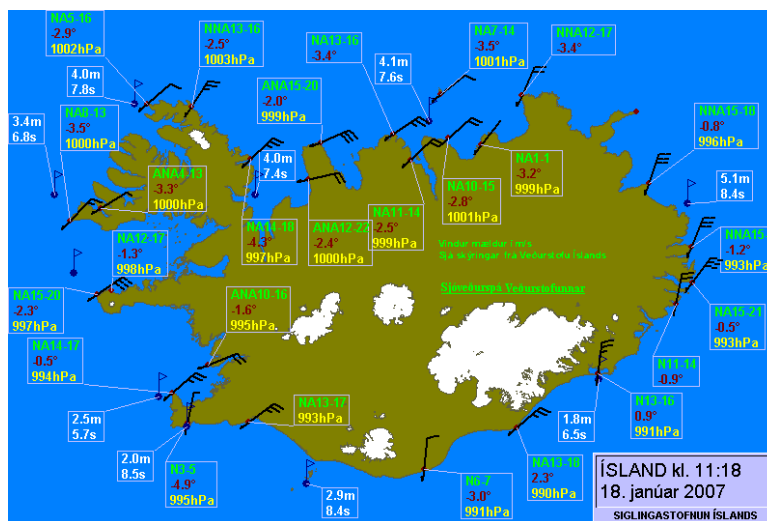 NA5-16
-2.9°
1002hPa
NNA13-16
-2.5°
1003hPa
NA13-16
-3.4°
NA7-14
-3.5°
1001hPa
NNA12-17
-3.4°
4.0m
7.8s
4.1m
7.6s
ANA15-20
-2.0°
999hPa
3.4m
6.8s
NA8-13
-3.5°
1000hPa
NNA15-18
-0.8°
996hPa
4.0m
7.4s
ANA4-13
-3.3°
1000hPa
NA1-1
-3.2°
999hPa
5.1m
8.4s
NA10-15
-2.8°
1001hPa
NA14-18
-4.3°
997hPa
ANA12-22
-2.4°
1000hPa
NA11-14
-2.5°
999hPa
NA12-17
-1.3°
998hPa
Vindur mældur í m/s
Sjá skýringar frá Veðurstofu Íslands
NNA15-
-1.2°
993hPa
NA15-20
-2.3°
997hPa
ANA10-16
-1.6°
995hPa.
Sjóveðurspá Veðurstofunnar
NA15-21
-0.5°
993hPa
NA14-17
-0.5°
994hPa
N11-14
-0.9°
2.5m
5.7s
NA13-17
993hPa
1.8m
6.5s
N13-16
0.9°
991hPa
2.0m
8.5s
N3-5
-4.9°
995hPa
2.9m
8.4s
N6-7
-3.0°
991hPa
NA13-18
2.3°
990hPa
ÍSLAND kl. 11:18
18. janúar 2007
SIGLINGASTOFNUN ÍSLANDS